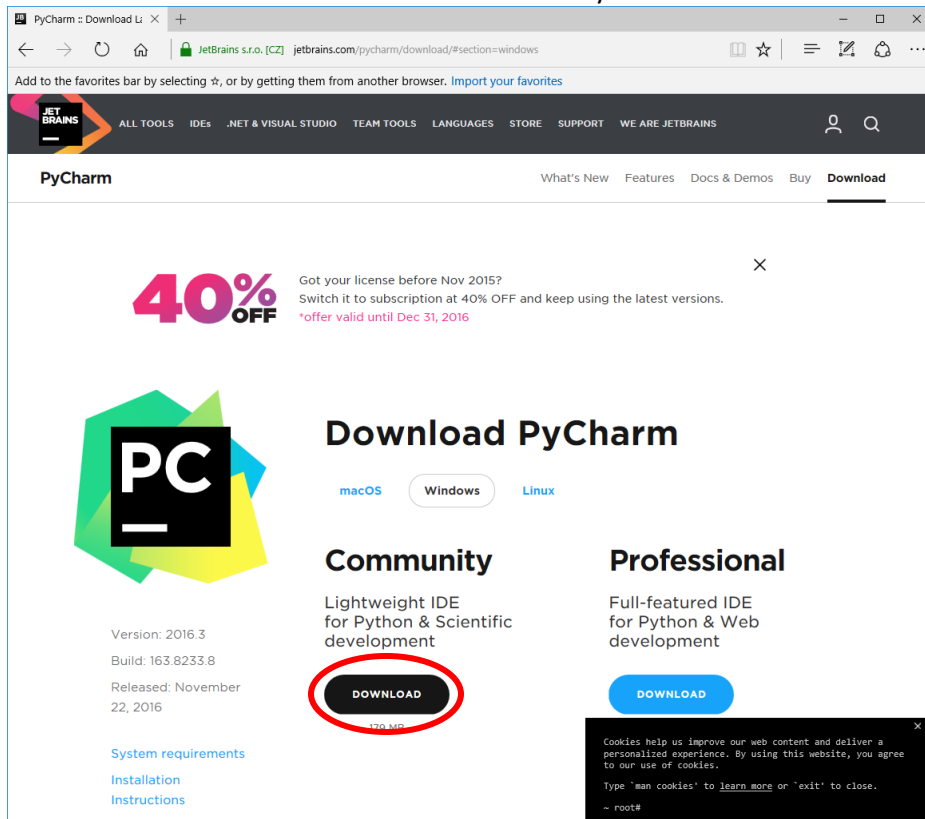 PyCharm :: Download La
JetBrains s.r.o. [CZ] jetbrains.com/pycharm/download/#section=windows
Add to the favorites bar by selecting ☆, or by getting them from another browser. Import your favorites
JET
BRAINS
ALL TOOLS IDEs .NET & VISUAL STUDIO TEAM TOOLS LANGUAGES STORE SUPPORT WE ARE JETBRAINS
PyCharm What's New Features Docs & Demos Buy Download
40% OFF
Got your license before Nov 2015?
Switch it to subscription at 40% OFF and keep using the latest versions.
*offer valid until Dec 31, 2016
PC
Download PyCharm
macOS Windows Linux
Community
Lightweight IDE
for Python & Scientific
development
DOWNLOAD
179 MB
Professional
Full-featured IDE
for Python & Web
development
DOWNLOAD
Version: 2016.3
Build: 163.8233.8
Released: November
22, 2016
System requirements
Installation
Instructions
Cookies help us improve our web content and deliver a
personalized experience. By using this website, you agree
to our use of cookies.
Type `man cookies' to learn more or `exit' to close.
~ root#